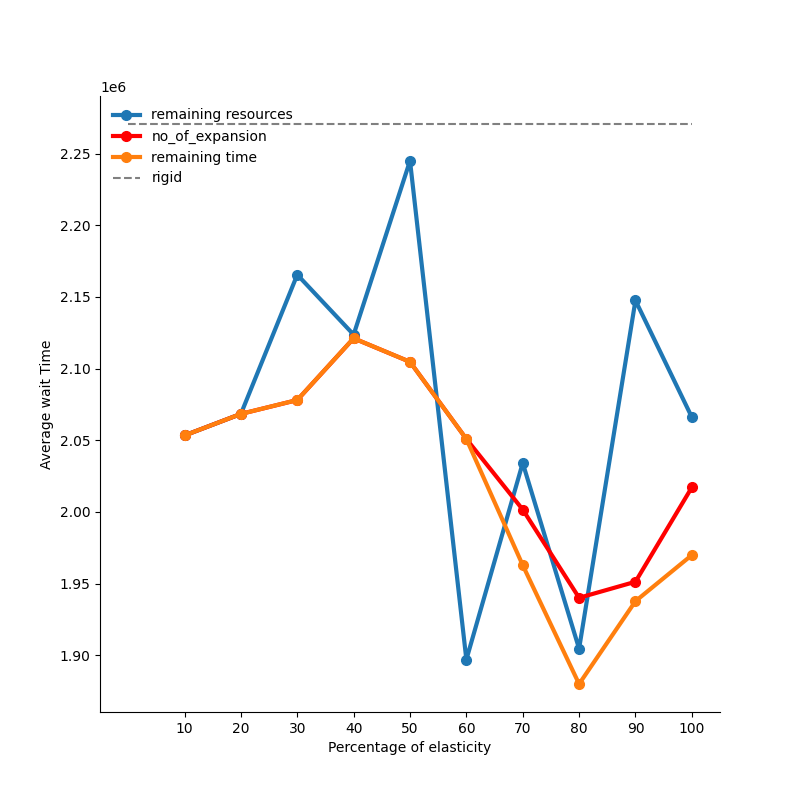 1e6
remaining resources
no_of_expansion
remaining time
rigid
2.25
2.20
2.15
2.10
2.05
2.00
1.95
1.90
Average wait Time
10 20 30 40 50 60 70 80 90 100
Percentage of elasticity